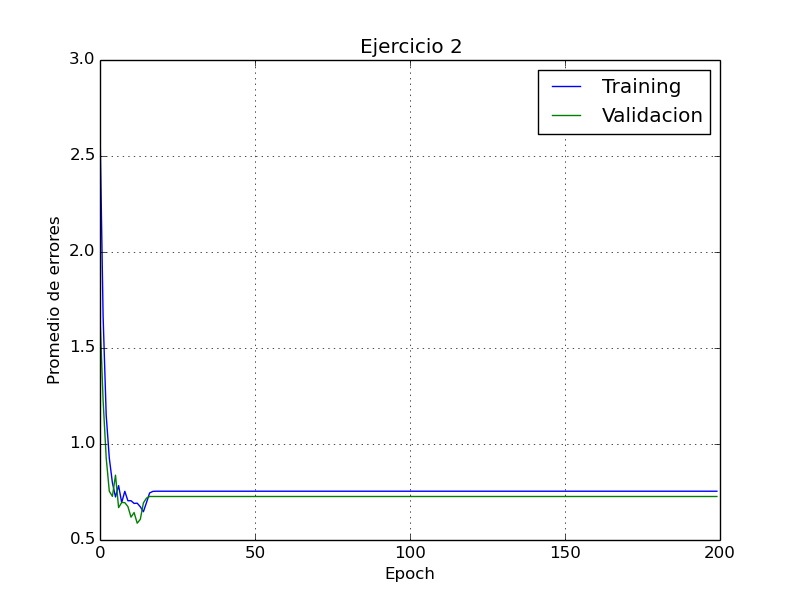 Ejercicio 2
Training
Validacion
3.0
2.5
2.0
1.5
1.0
0.5
Promedio de errores
0 50 100 150 200
Epoch